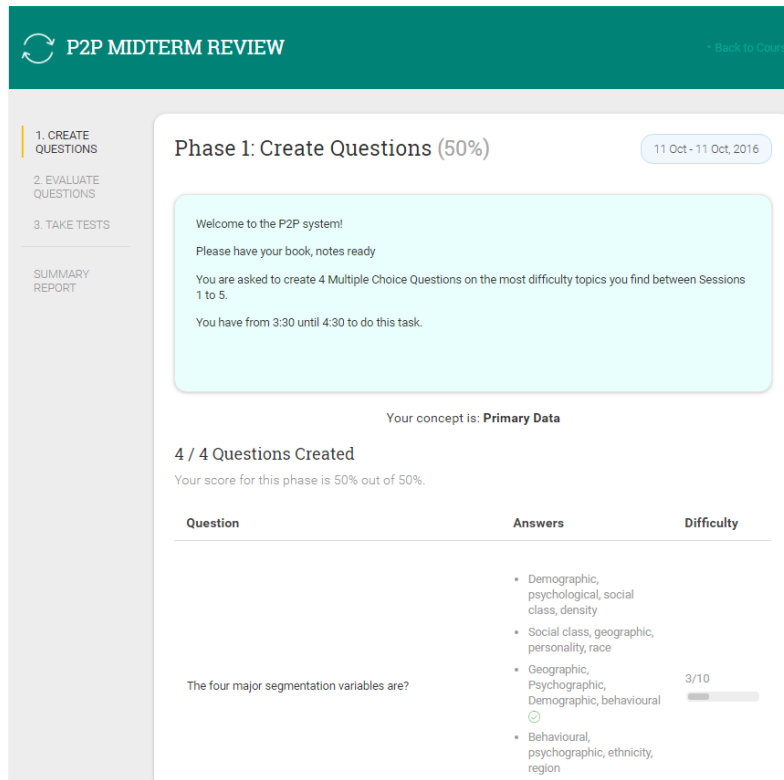 P2P MIDTERM REVIEW
Back to Cours
1. CREATE
QUESTIONS
2. EVALUATE
QUESTIONS
3. TAKE TESTS
SUMMARY
REPORT
Phase 1: Create Questions (50%)
11 Oct - 11 Oct, 2016
Welcome to the P2P system!
Please have your book, notes ready
You are asked to create 4 Multiple Choice Questions on the most difficulty topics you find between Sessions
1 to 5.
You have from 3:30 until 4:30 to do this task.
Your concept is: Primary Data
4 / 4 Questions Created
Your score for this phase is 50% out of 50%.
Question
Answers
Difficulty
The four major segmentation variables are?
Demographic,
psychological, social
class, density
Social class, geographic,
personality, race
Geographic,
Psychographic,
Demographic, behavioural
Behavioural,
psychographic, ethnicity,
region
3/10